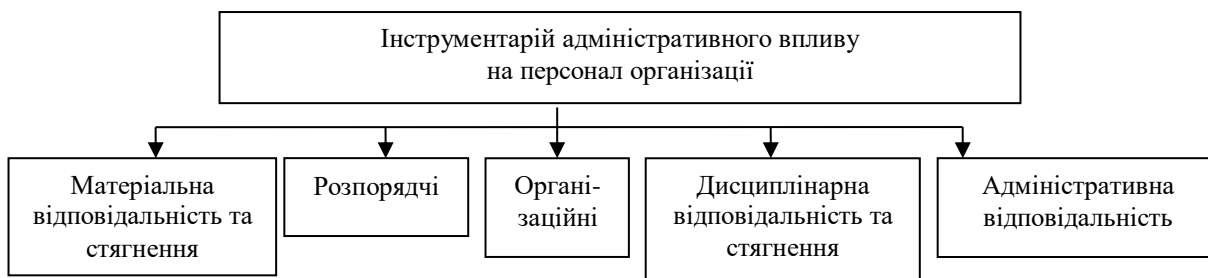 Інструментарій адміністративного впливу
на персонал організації
Матеріальна
відповідальність та
стягнення
Розпорядчі
Органі-
заційні
Дисциплінарна
відповідальність та
стягнення
Адміністративна
відповідальність